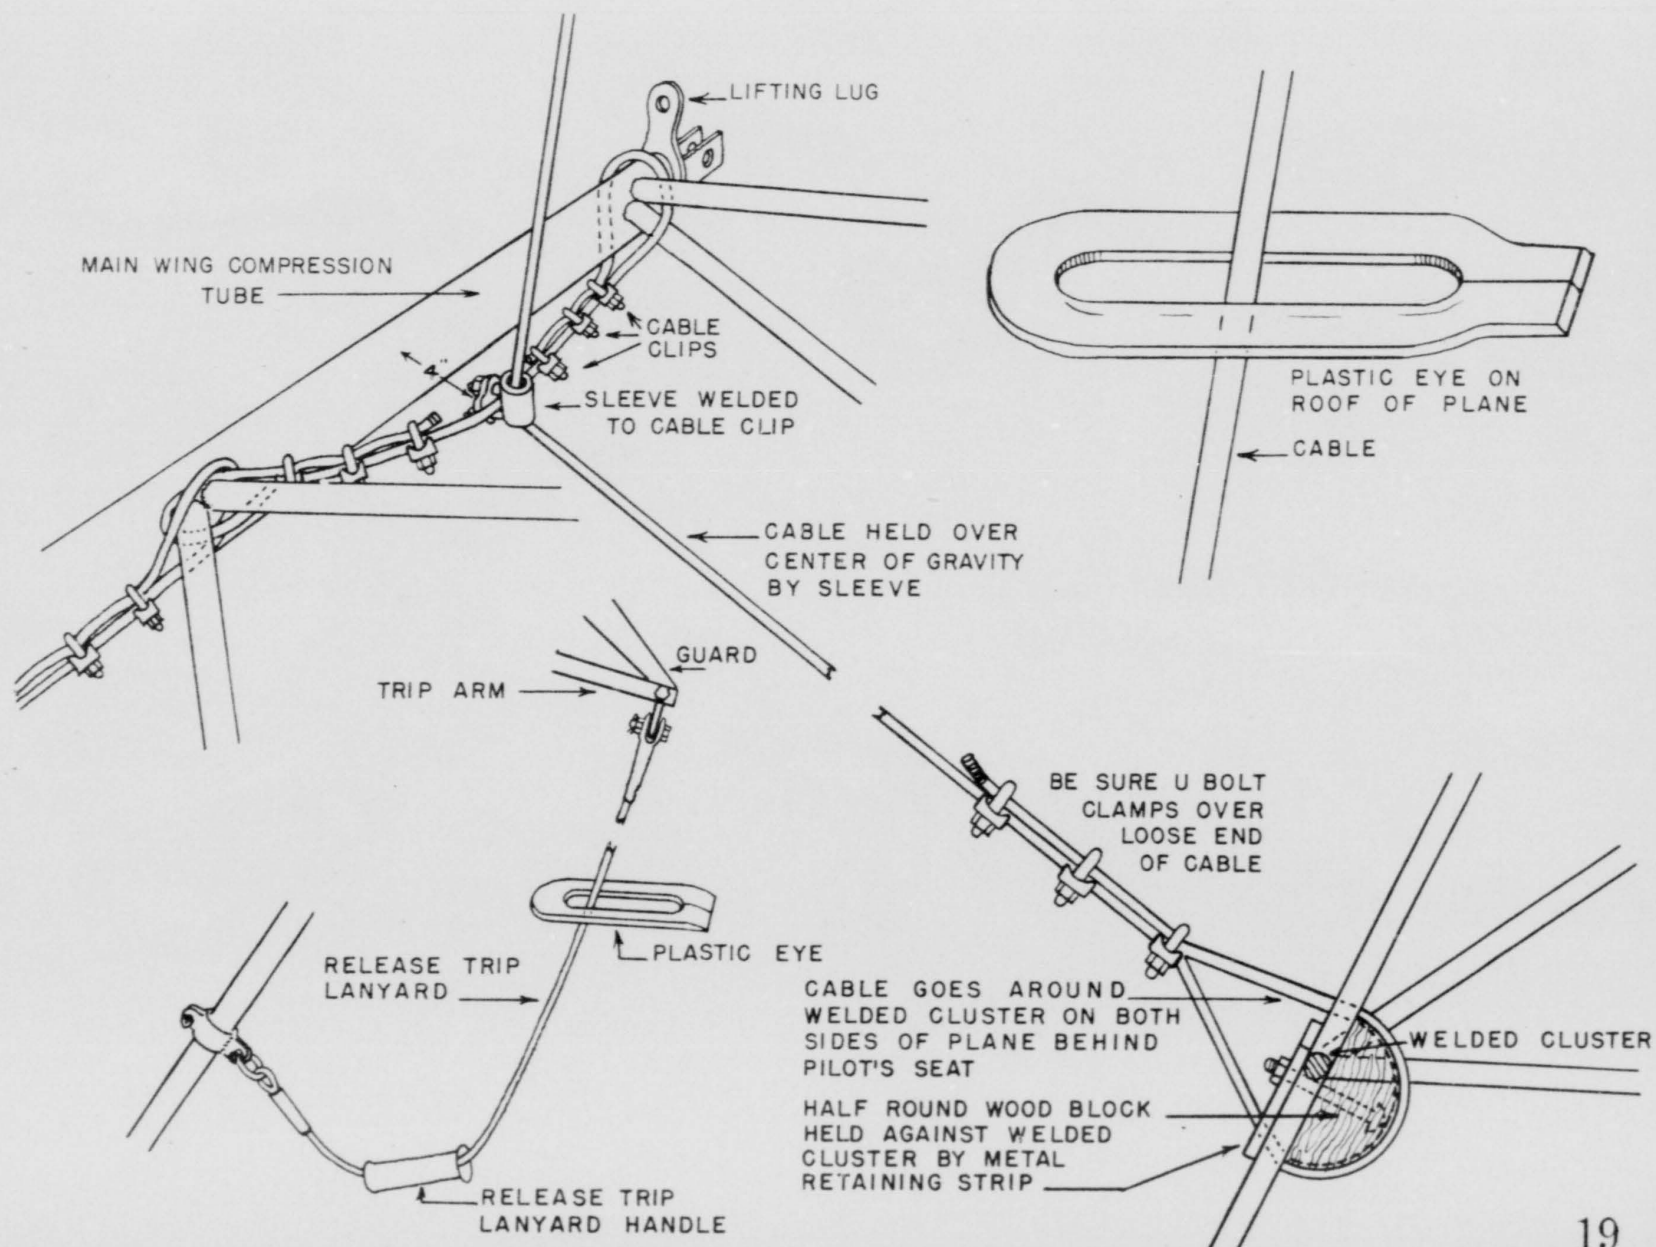 LIFTING LUG
MAIN WING COMPRESSION
TUBE
CABLE
CLIPS
4"
SLEEVE WELDED
TO CABLE CLIP
PLASTIC EYE ON
ROOF OF PLANE
CABLE
CABLE HELD OVER
CENTER OF GRAVITY
BY SLEEVE
GUARD
TRIP ARM
BE SURE U BOLT
CLAMPS OVER
LOOSE END
OF CABLE
PLASTIC EYE
RELEASE TRIP
LANYARD
CABLE GOES AROUND
WELDED CLUSTER ON BOTH
SIDES OF PLANE BEHIND
PILOT'S SEAT
WELDED CLUSTER
HALF ROUND WOOD BLOCK
HELD AGAINST WELDED
CLUSTER BY METAL
RETAINING STRIP
RELEASE TRIP
LANYARD HANDLE
19